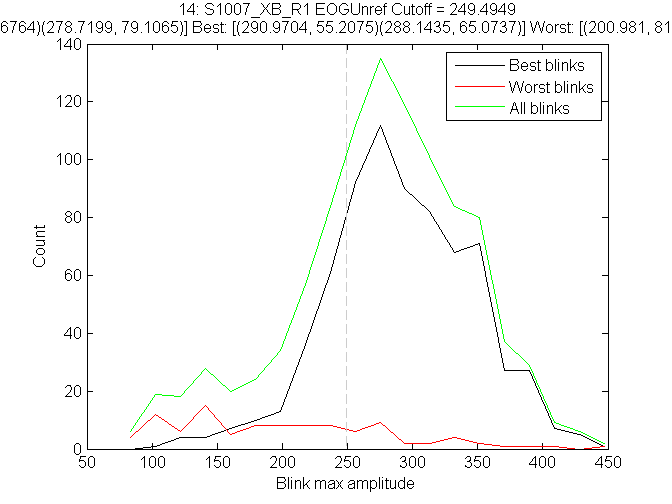 14: S1007_XB_R1 EOGUnref Cutoff = 249.4949
6764)(278.7199, 79.1065)] Best: [(290.9704, 55.2075)(288.1435, 65.0737)] Worst: [(200.981, 81
Best blinks
Worst blinks
All blinks
140
120
100
80
60
40
20
0
Count
50 100 150 200 250 300 350 400 450
Blink max amplitude